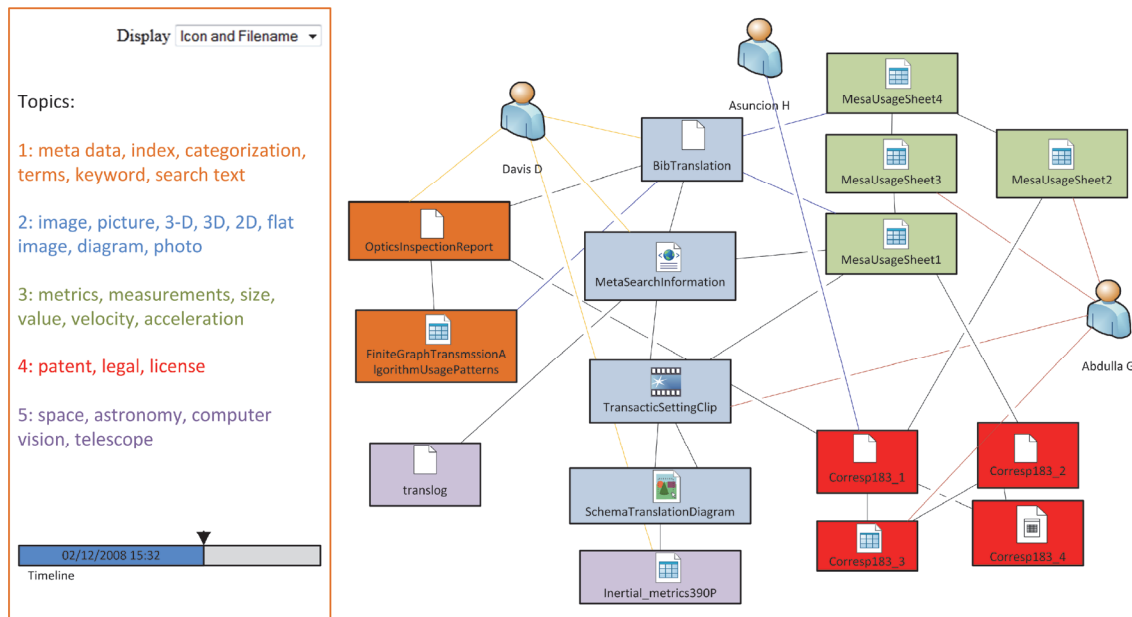 Display Icon and Filename
Topics:
1: meta data, index, categorization,
terms, keyword, search text
2: image, picture, 3-D, 3D, 2D, flat
image, diagram, photo
3: metrics, measurements, size,
value, velocity, acceleration
4: patent, legal, license
5: space, astronomy, computer
vision, telescope
02/12/2008 15:32
Timeline
Davis D
Asuncion H
Abdulla G
BibTranslation
MesaUsageSheet4
MesaUsageSheet3
MesaUsageSheet2
MesaUsageSheet1
OpticsInspectionReport
MetaSearchInformation
FiniteGraphTransmssionA
lgorithmUsagePatterns
TransacticSettingClip
translog
SchemaTranslationDiagram
Inertial_metrics390P
Corresp183_1
Corresp183_2
Corresp183_3
Corresp183_4